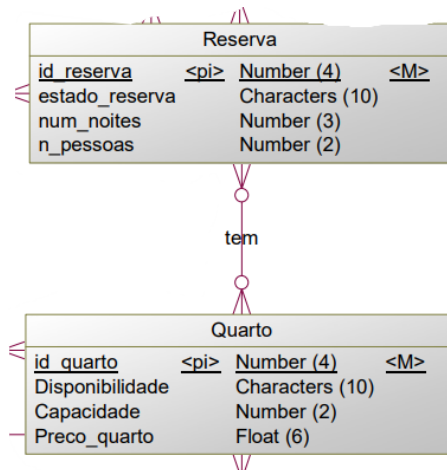 Reserva
id_reserva <pi> Number (4) <M>
estado_reserva Characters (10)
num_noites Number (3)
n_pessoas Number (2)
tem
Quarto
id_quarto <pi> Number (4) <M>
Disponibilidade Characters (10)
Capacidade Number (2)
Preco_quarto Float (6)